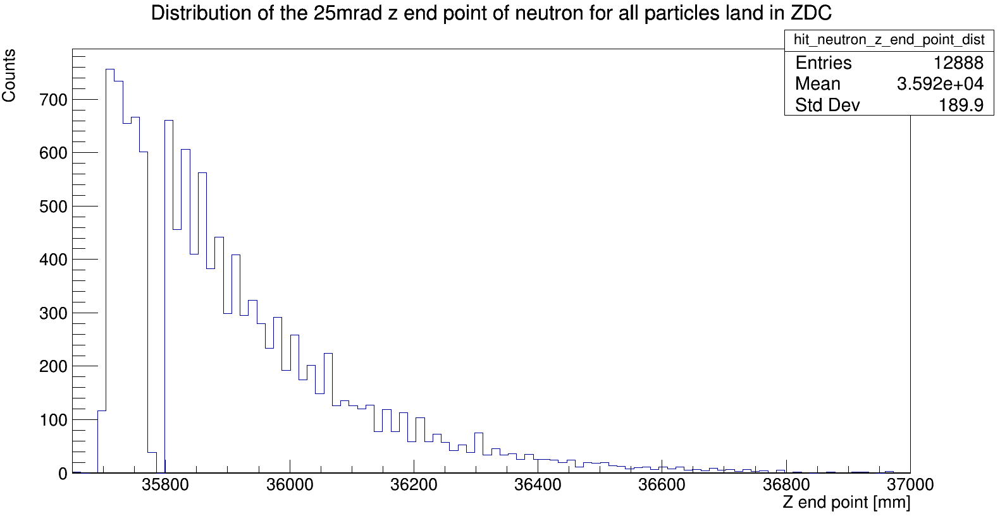 Distribution of the 25mrad z end point of neutron for all particles land in ZDC
hit_neutron_z_end_point_dist
Entries 12888
Mean 3.592e+04
Std Dev 189.9
Counts
700
600
500
400
300
200
100
0
35800 36000 36200 36400 36600 36800 37000
Z end point [mm]